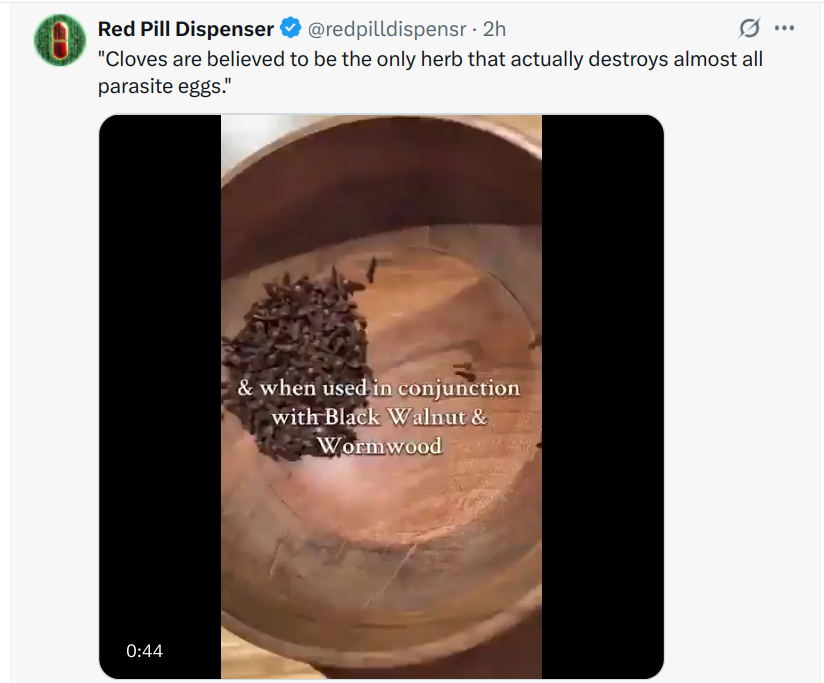 Red Pill Dispenser @redpilldispensr · 2h
"Cloves are believed to be the only herb that actually destroys almost all
parasite eggs."
& when used in conjunction
with Black Walnut &
Wormwood
0:44